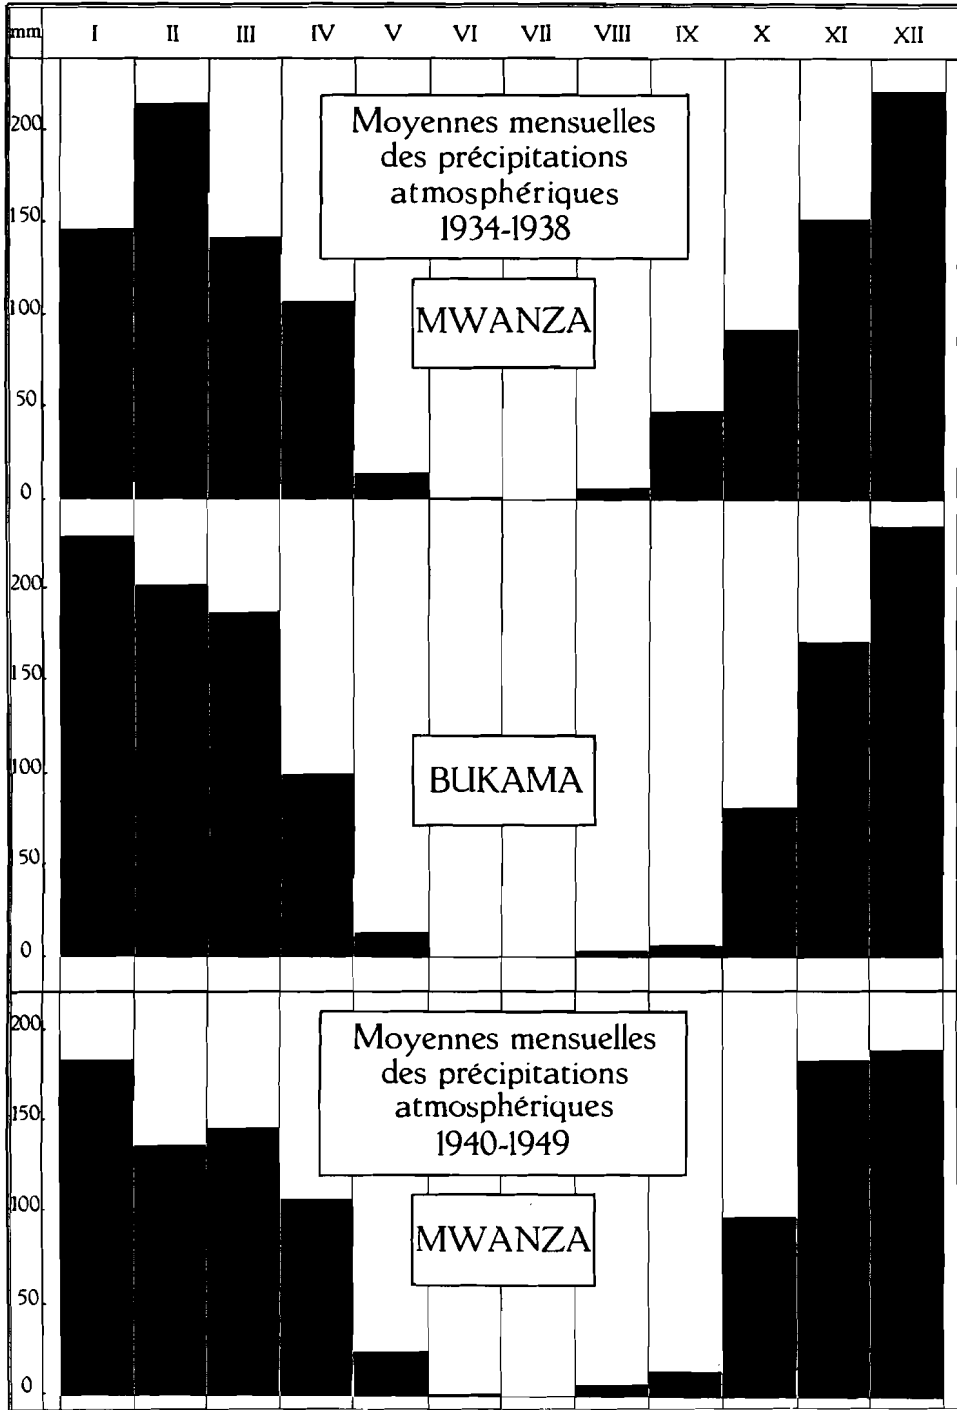 mm I II III IV V VI VII VIII IX X XI XII
Moyennes mensuelles
des précipitations
atmosphériques
1934-1938
MWANZA
200
150
100
50
0
BUKAMA
200
150
100
50
0
Moyennes mensuelles
des précipitations
atmosphériques
1940-1949
MWANZA
200
150
100
50
0